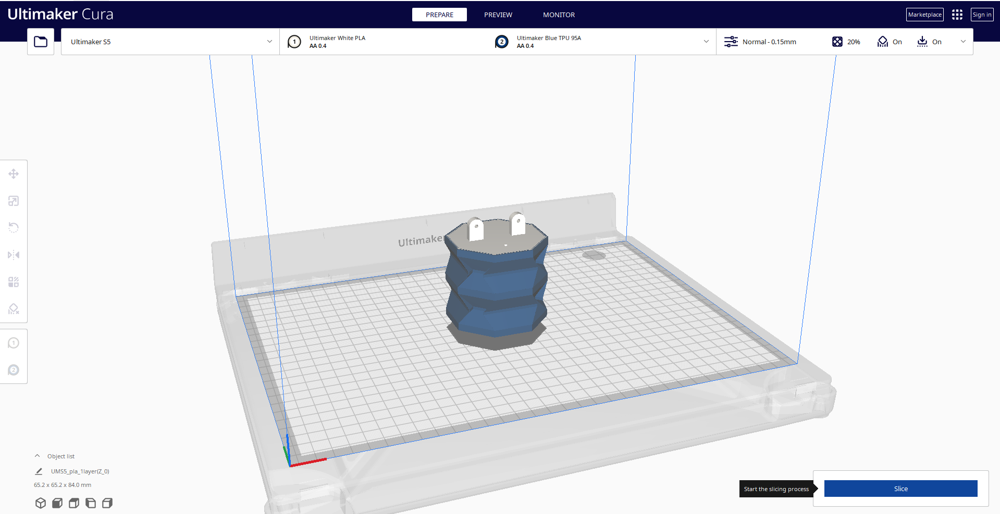 Ultimaker Cura
PREPARE
PREVIEW
MONITOR
Marketplace
Sign in
Ultimaker S5
1
Ultimaker White PLA
AA 0.4
2
Ultimaker Blue TPU 95A
AA 0.4
Normal - 0.15mm
20%
On
On
Ultimaker
1
2
Object list
UMS5_pla_1layer(Z_0)
65.2 x 65.2 x 84.0 mm
Start the slicing process
Slice